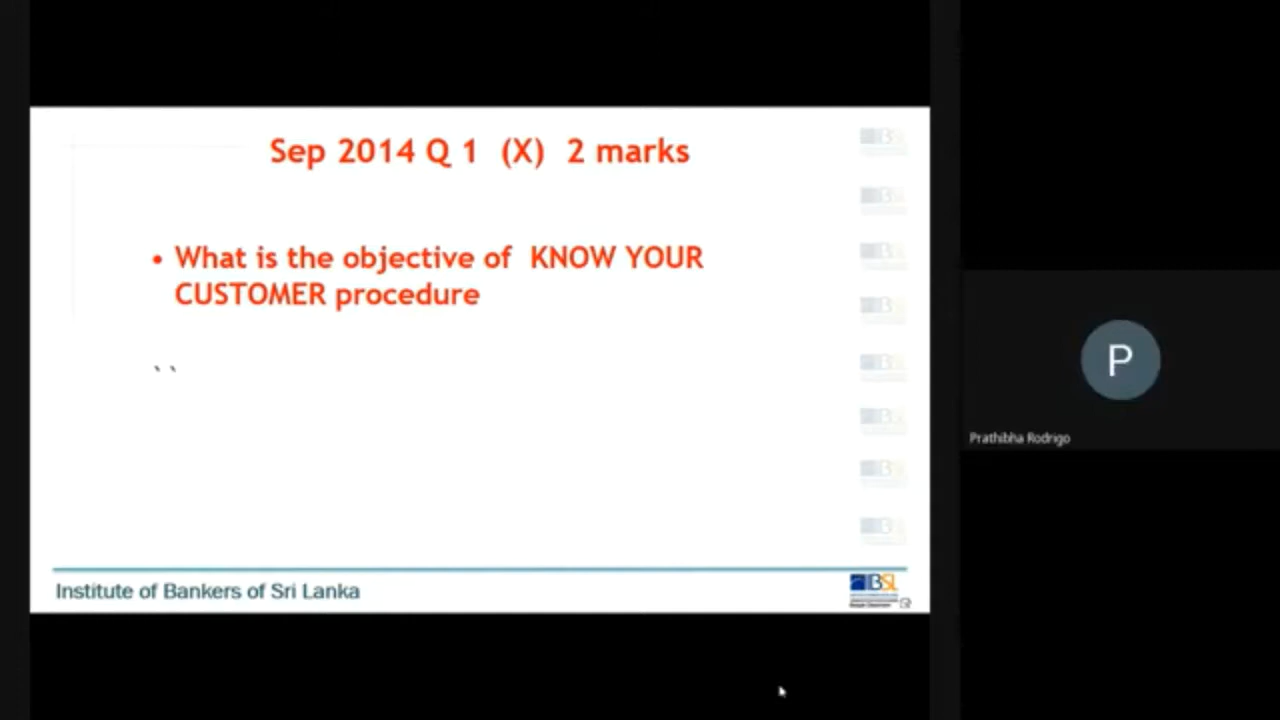 Sep 2014 Q 1 (X) 2 marks
• What is the objective of KNOW YOUR
CUSTOMER procedure
` `
Institute of Bankers of Sri Lanka
IBSL
P
Prathibha Rodrigo